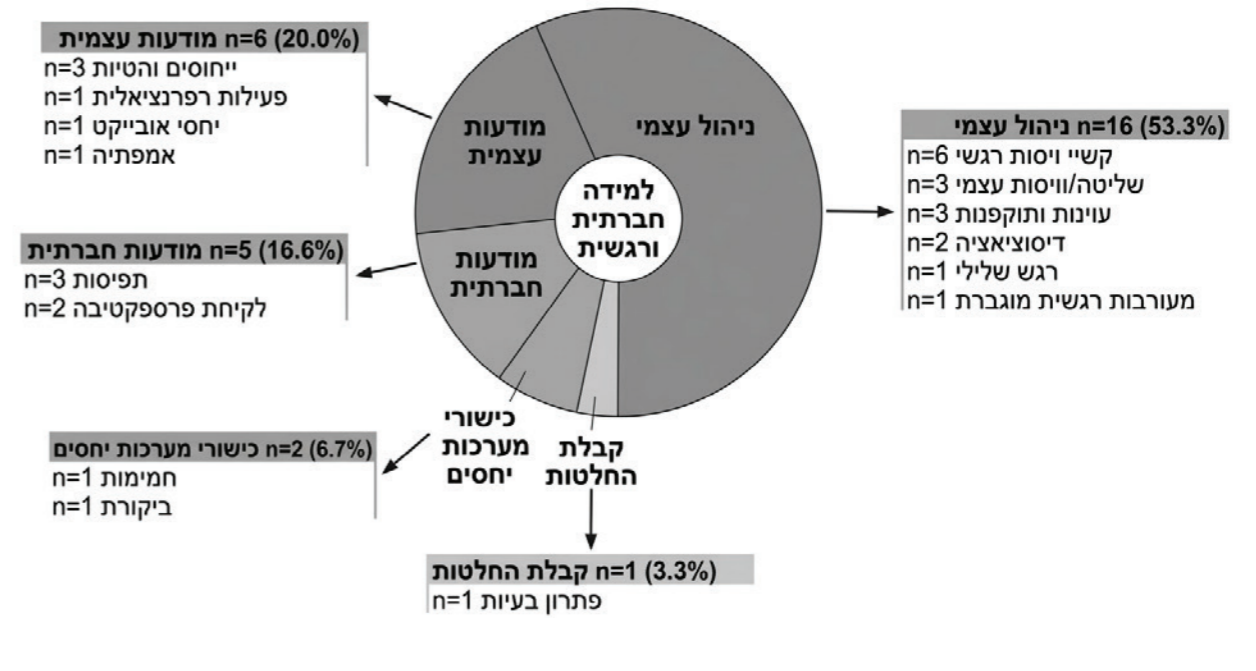 מודעות עצמית n=6 (20.0%)
ייחוסים והטיות n=3
פעילות רפרנציאלית n=1
יחסי אובייקט n=1
אמפתיה n=1
מודעות חברתית n=5 (16.6%)
תפיסות n=3
לקיחת פרספקטיבה n=2
כישורי מערכות יחסים n=2 (6.7%)
חמימות n=1
ביקורת n=1
קבלת החלטות n=1 (3.3%)
פתרון בעיות n=1
ניהול עצמי n=16 (53.3%)
קשיי ויסות רגשי n=6
שליטה/וויסות עצמי n=3
עוינות ותוקפנות n=3
דיסוציאציה n=2
רגש שלילי n=1
מעורבות רגשית מוגברת n=1
ניהול עצמי
מודעות
עצמית
מודעות
חברתית
כישורי
מערכות
יחסים
קבלת
החלטות
למידה
חברתית
ורגשית